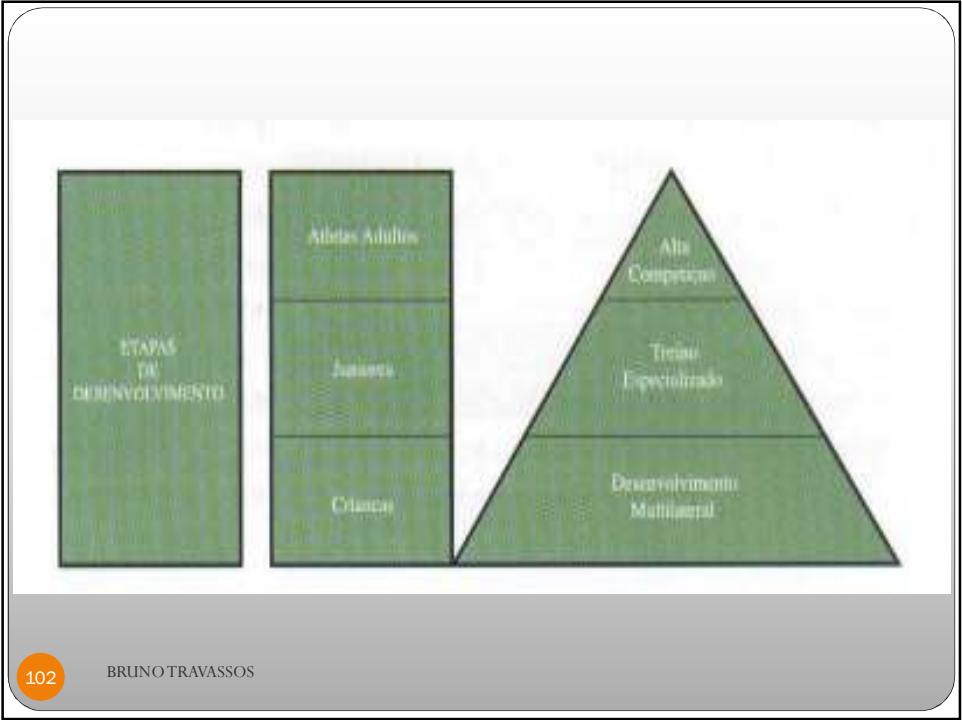 ETAPAS
DE
DESENVOLVIMENTO
Atletas Adultos
Juniores
Crianças
Alta
Competição
Treino
Especializado
Desenvolvimento
Multilateral
102
BRUNO TRAVASSOS